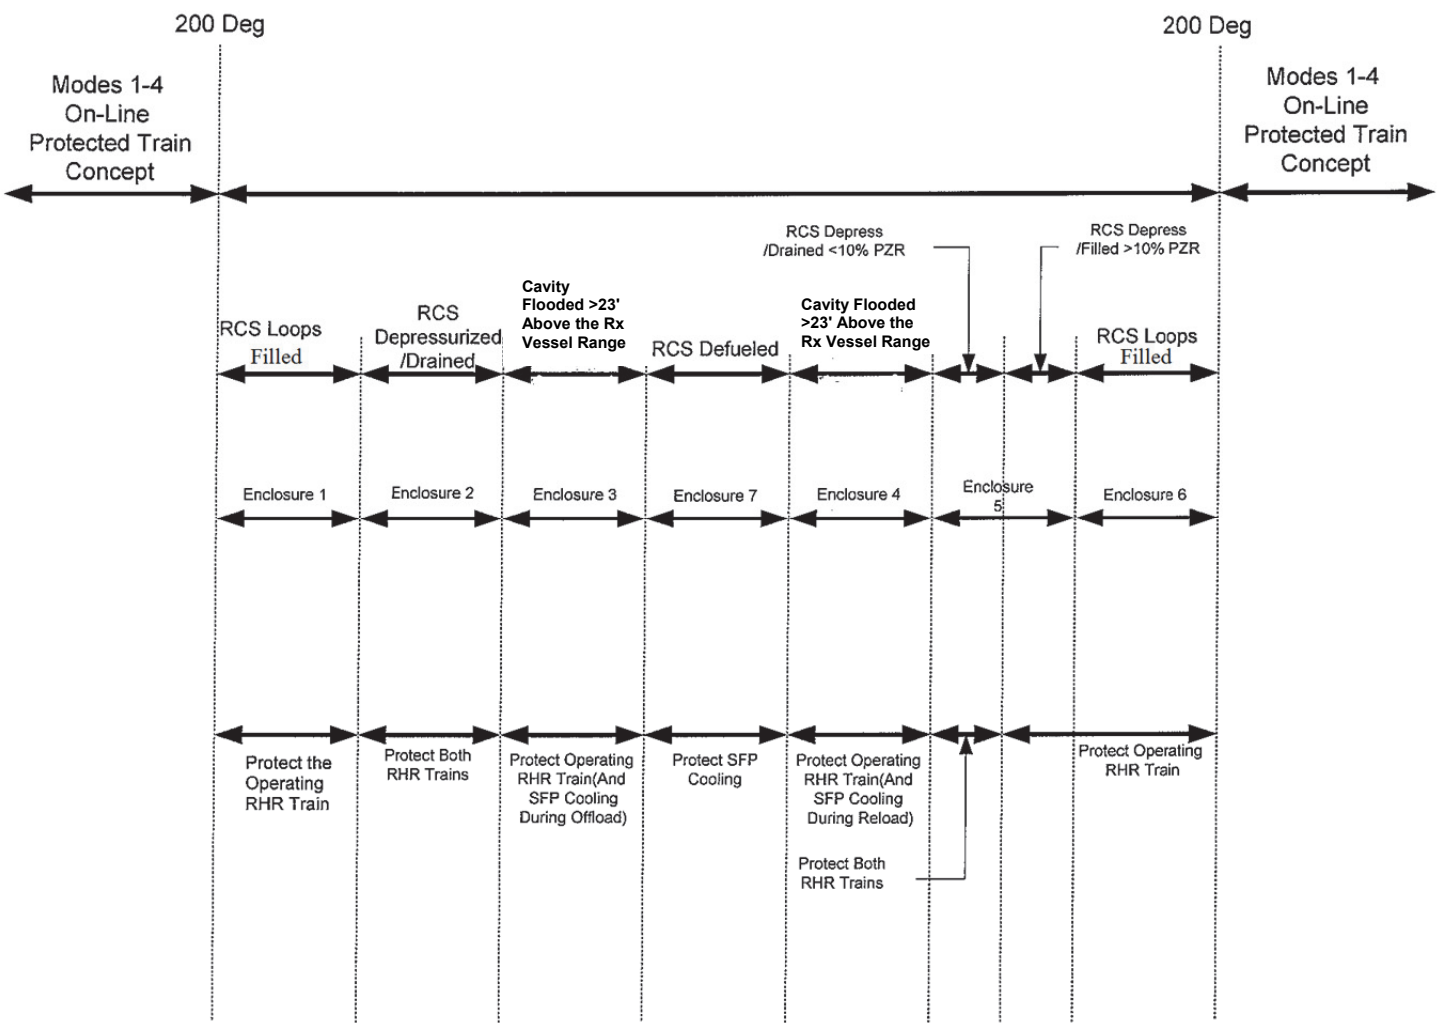 200 Deg
200 Deg
Modes 1-4
On-Line
Protected Train
Concept
Modes 1-4
On-Line
Protected Train
Concept
RCS Depress
/Drained <10% PZR
RCS Depress
/Filled >10% PZR
RCS Loops
Filled
RCS
Depressurized
/Drained
Cavity
Flooded >23'
Above the Rx
Vessel Range
RCS Defueled
Cavity Flooded
>23' Above the
Rx Vessel Range
RCS Loops
Filled
Enclosure 1
Enclosure 2
Enclosure 3
Enclosure 7
Enclosure 4
Enclosure
5
Enclosure 6
Protect the
Operating
RHR Train
Protect Both
RHR Trains
Protect Operating
RHR Train(And
SFP Cooling
During Offload)
Protect SFP
Cooling
Protect Operating
RHR Train(And
SFP Cooling
During Reload)
Protect Both
RHR Trains
Protect Operating
RHR Train